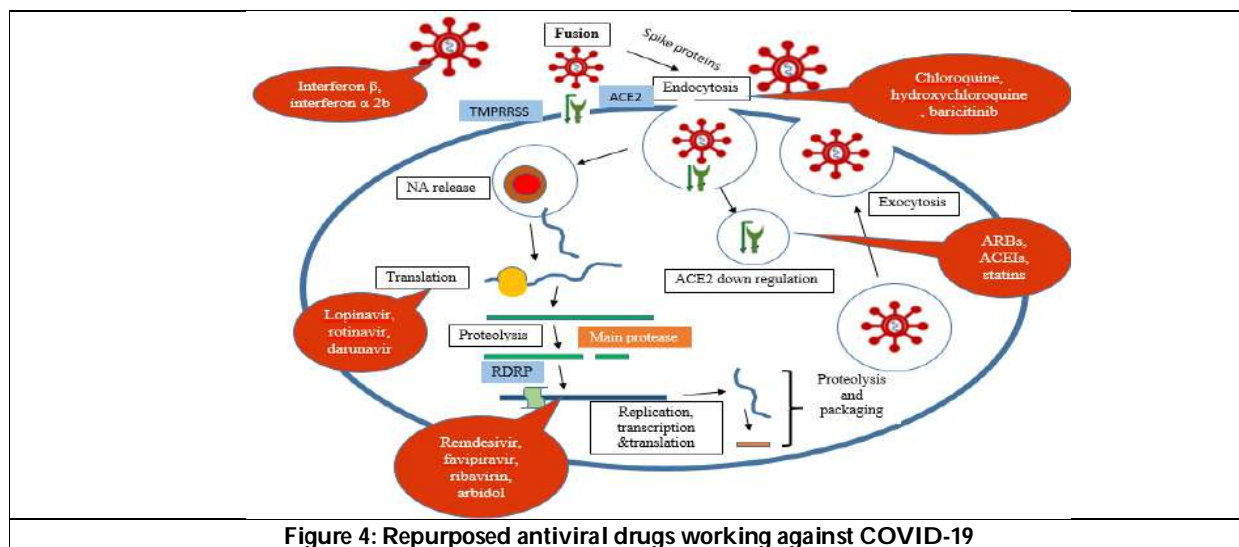 Fusion
Spike proteins
Interferon β,
interferon α 2b
Chloroquine,
hydroxychloroquine
, baricitinib
Endocytosis
ACE2
TMPRRSS
NA release
Exocytosis
ARBs,
ACEIs,
statins
ACE2 down regulation
Translation
Lopinavir,
rotinavir,
darunavir
Proteolysis
Main protease
RDRP
Proteolysis
and
packaging
Replication,
transcription
&translation
Remdesivir,
favipiravir,
ribavirin,
arbidol
Figure 4: Repurposed antiviral drugs working against COVID-19